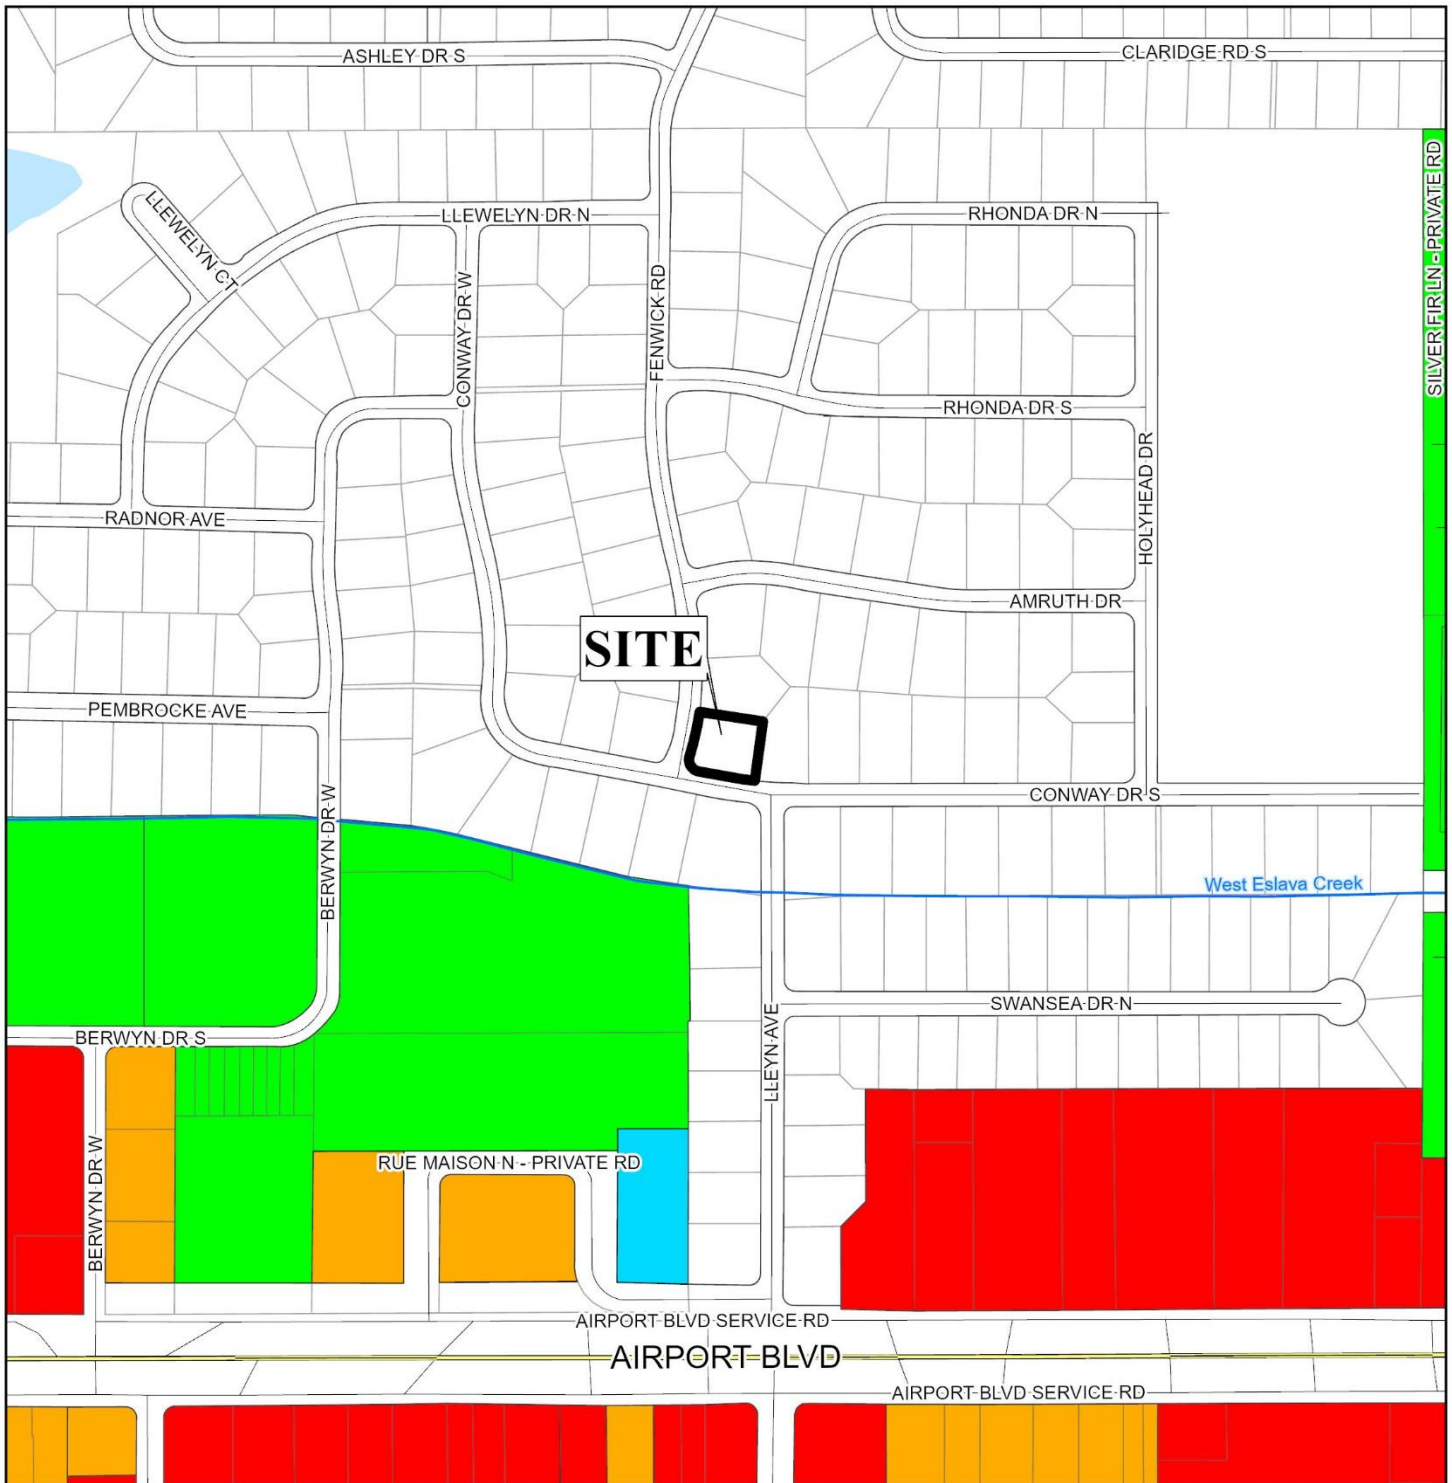 ASHLEY DR S
CLARIDGE RD S
SILVER FIR LN - PRIVATE RD
LLEWELYN CT
LLEWELYN DR N
RHONDA DR N
CONWAY DR W
FENWICK RD
RHONDA DR S
HOLYHEAD DR
RADNOR AVE
AMRUTH DR
SITE
PEMBROCKE AVE
CONWAY DR S
BERWYN DR W
West Eslava Creek
SWANSEA DR N
BERWYN DR S
LLEYN AVE
BERWYN DR W
RUE MAISON N - PRIVATE RD
AIRPORT BLVD SERVICE RD
AIRPORT BLVD
AIRPORT BLVD SERVICE RD